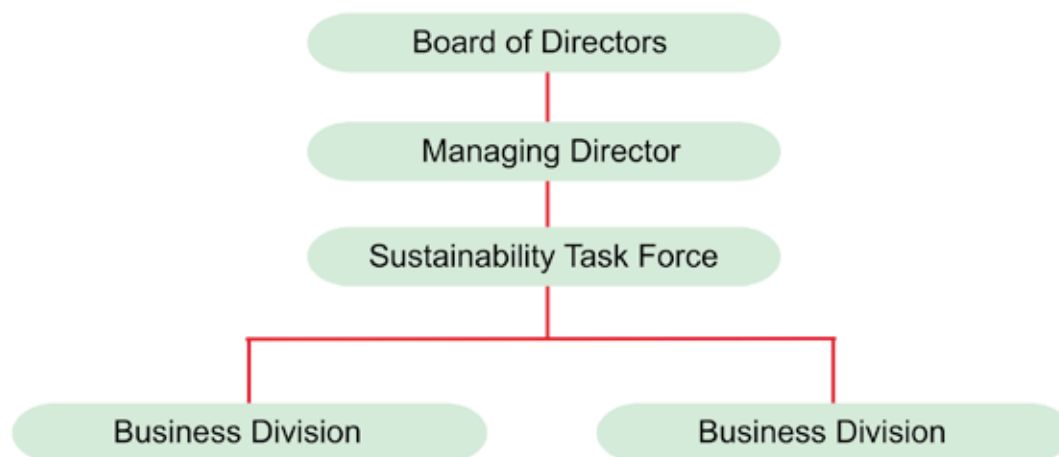 Board of Directors
Managing Director
Sustainability Task Force
Business Division
Business Division